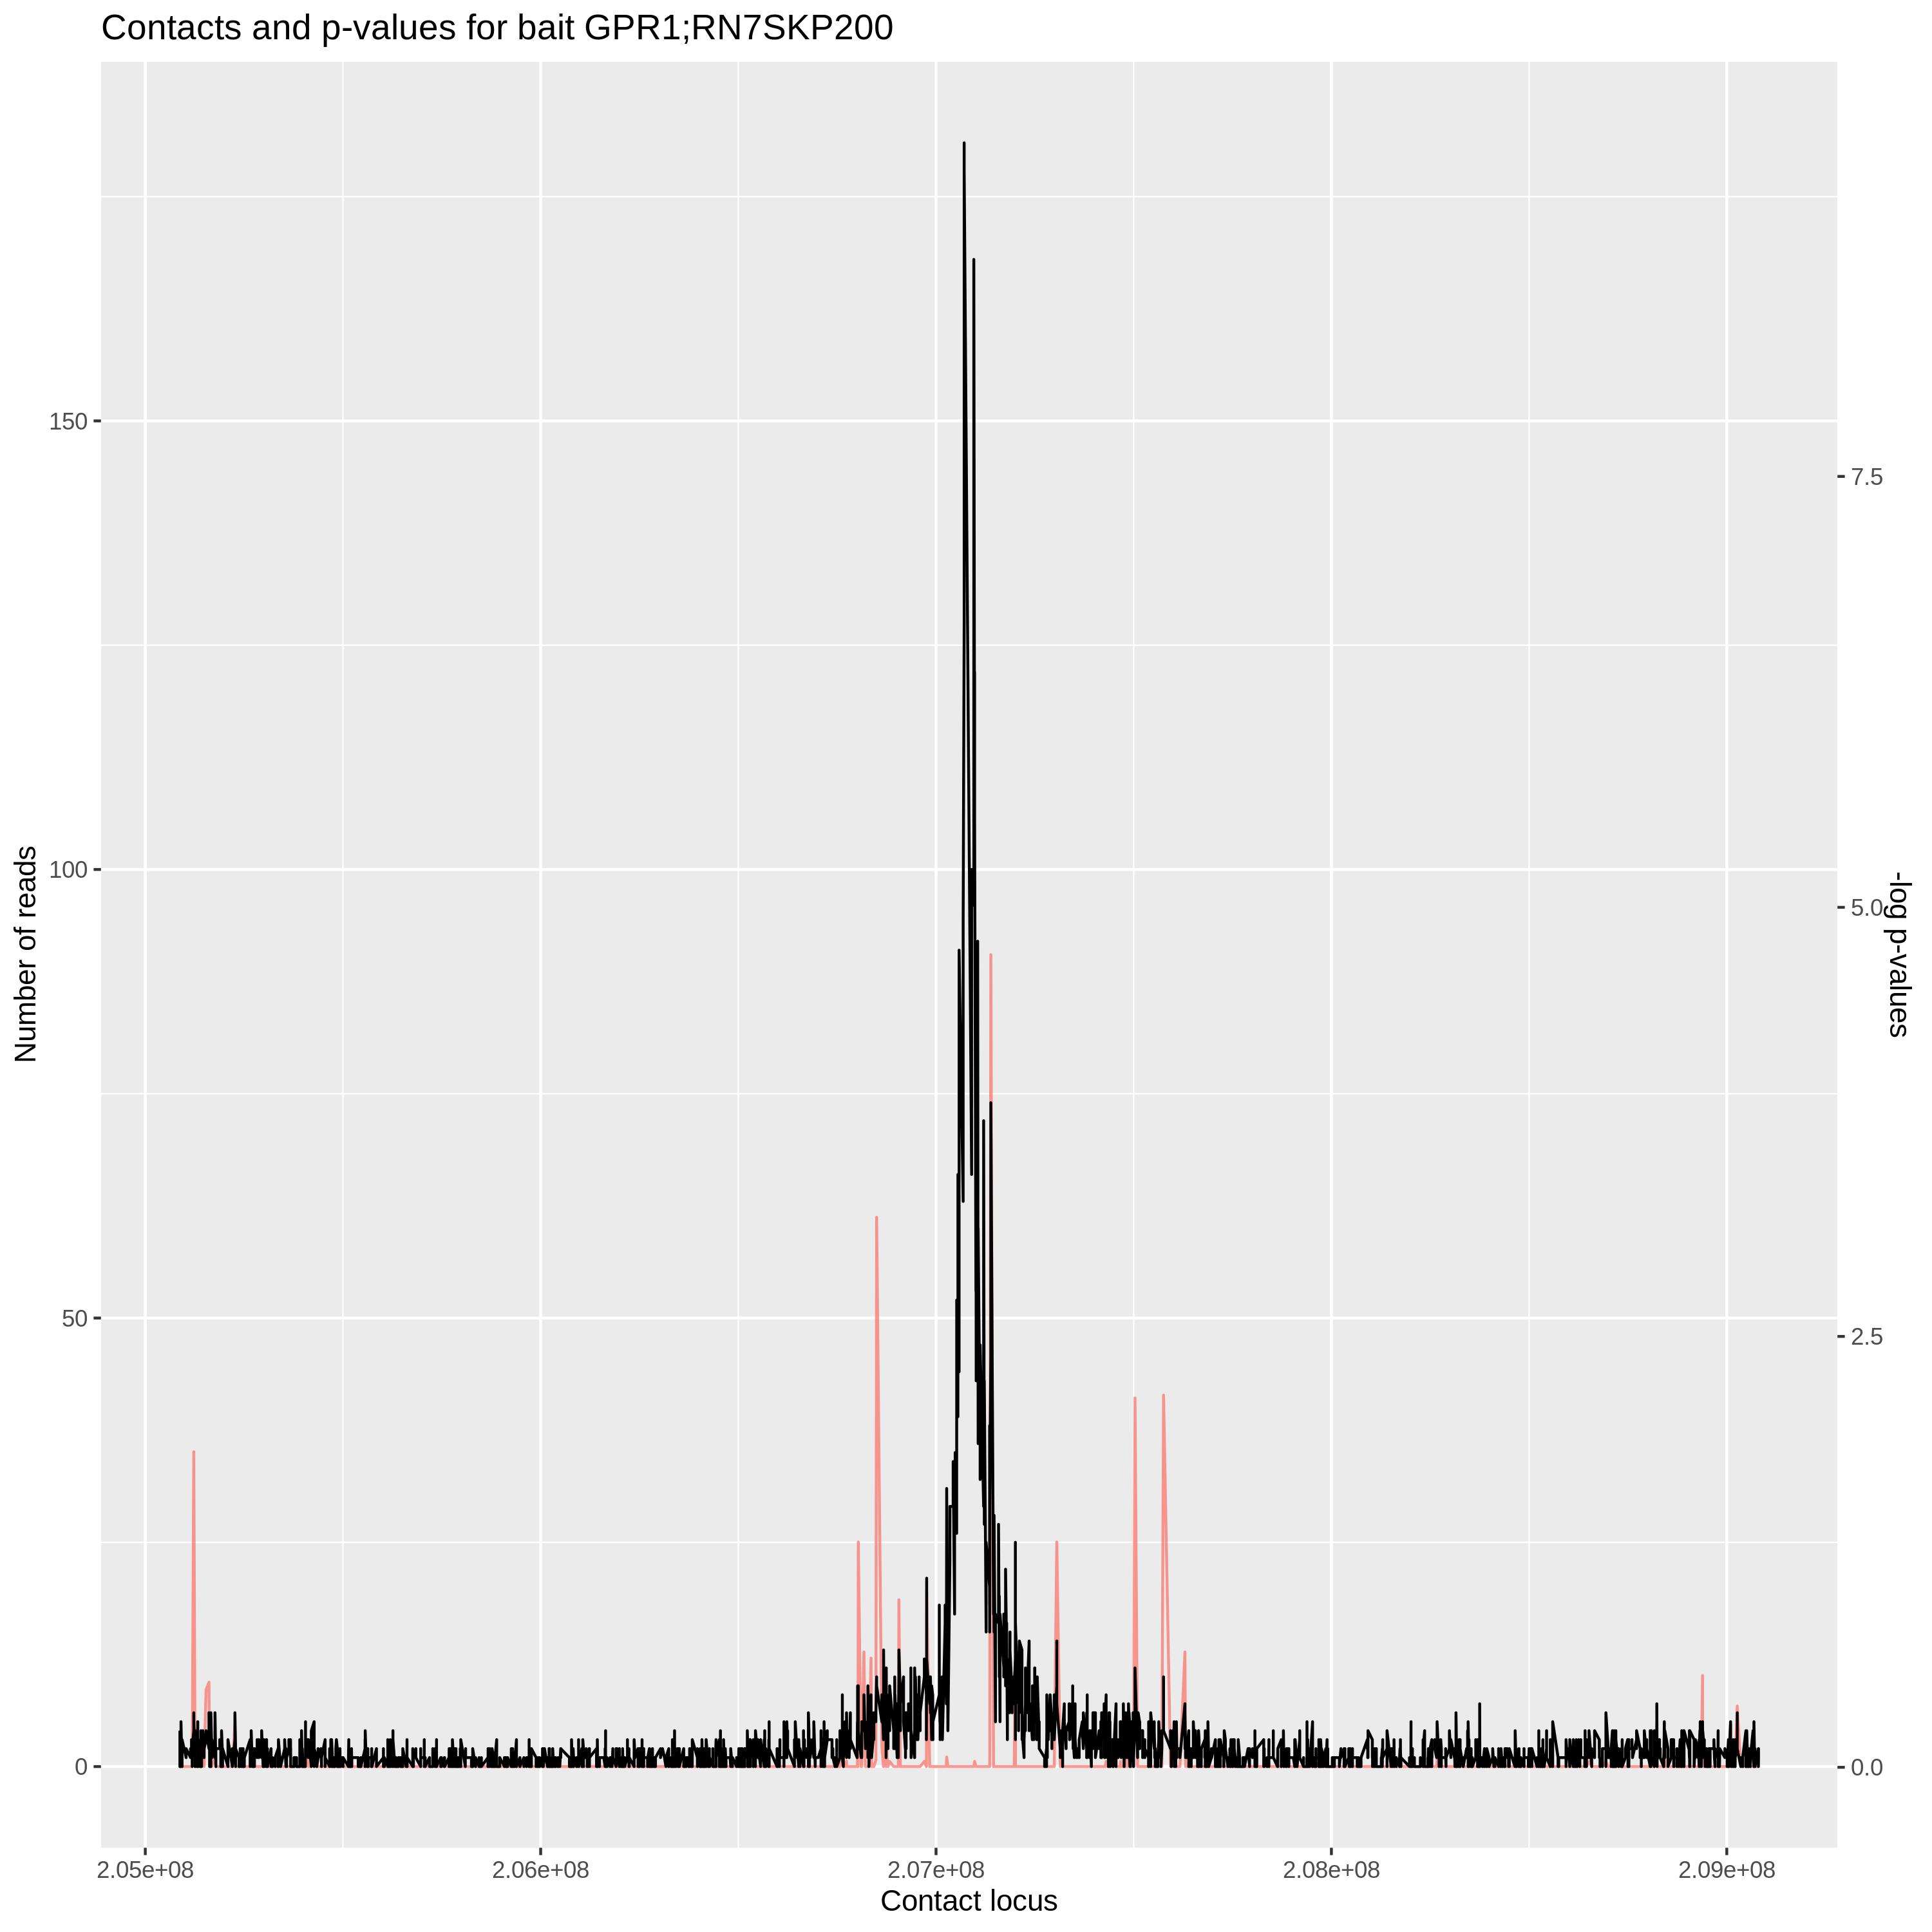 Contacts and p-values for bait GPR1;RN7SKP200
150
100
50
0
Number of reads
7.5
5.0
2.5
0.0
-log p-values
2.05e+08 2.06e+08 2.07e+08 2.08e+08 2.09e+08
Contact locus